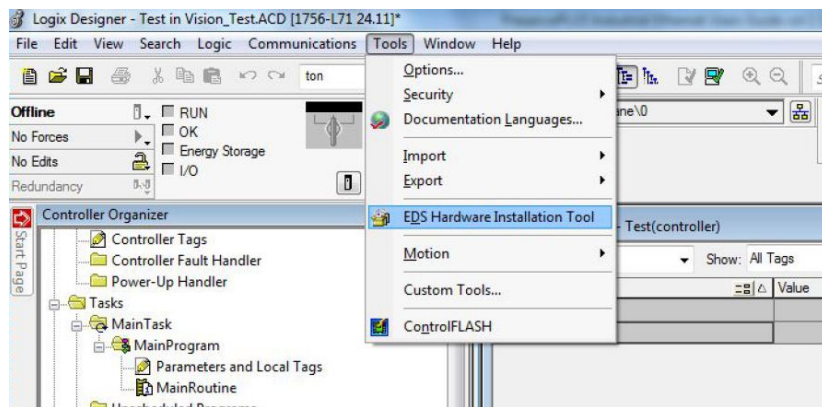 Logix Designer - Test in Vision_Test.ACD [1756-L71 24.11]*
File Edit View Search Logic Communications Tools Window Help
ton
Offline
RUN
No Forces
OK
No Edits
Energy Storage
Redundancy
I/O
Options...
Security
Documentation Languages...
Import
Export
EDS Hardware Installation Tool
Motion
Custom Tools...
ControlFLASH
ane\0
Start Page
Controller Organizer
Controller Tags
Controller Fault Handler
Power-Up Handler
Tasks
MainTask
MainProgram
Parameters and Local Tags
MainRoutine
- Test(controller)
Show: All Tags
Value